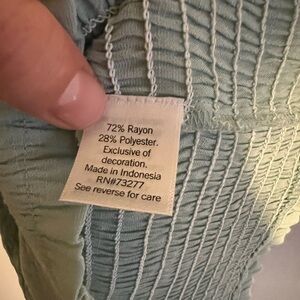 72% Rayon
28% Polyester.
Exclusive of
decoration.
Made in Indonesia
RN#73277
See reverse for care